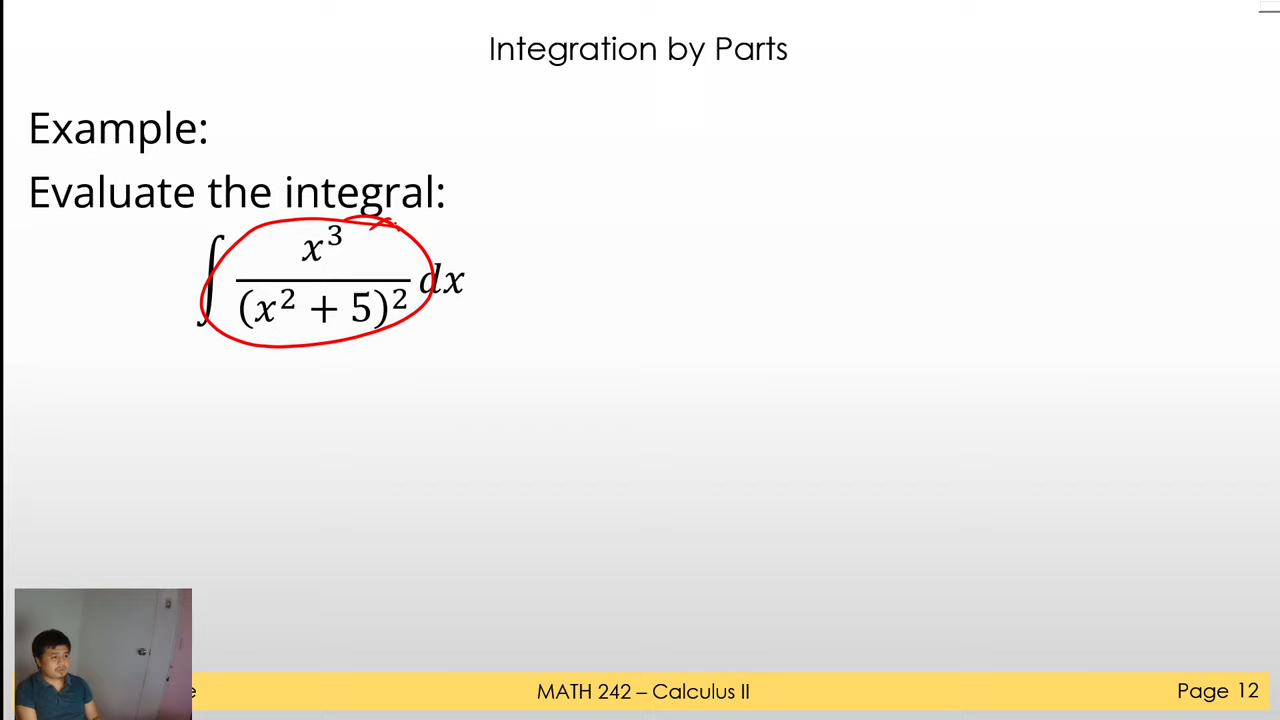 Integration by Parts
Example:
Evaluate the integral:
∫ x³/(x² + 5)² dx
MATH 242 – Calculus II
Page 12